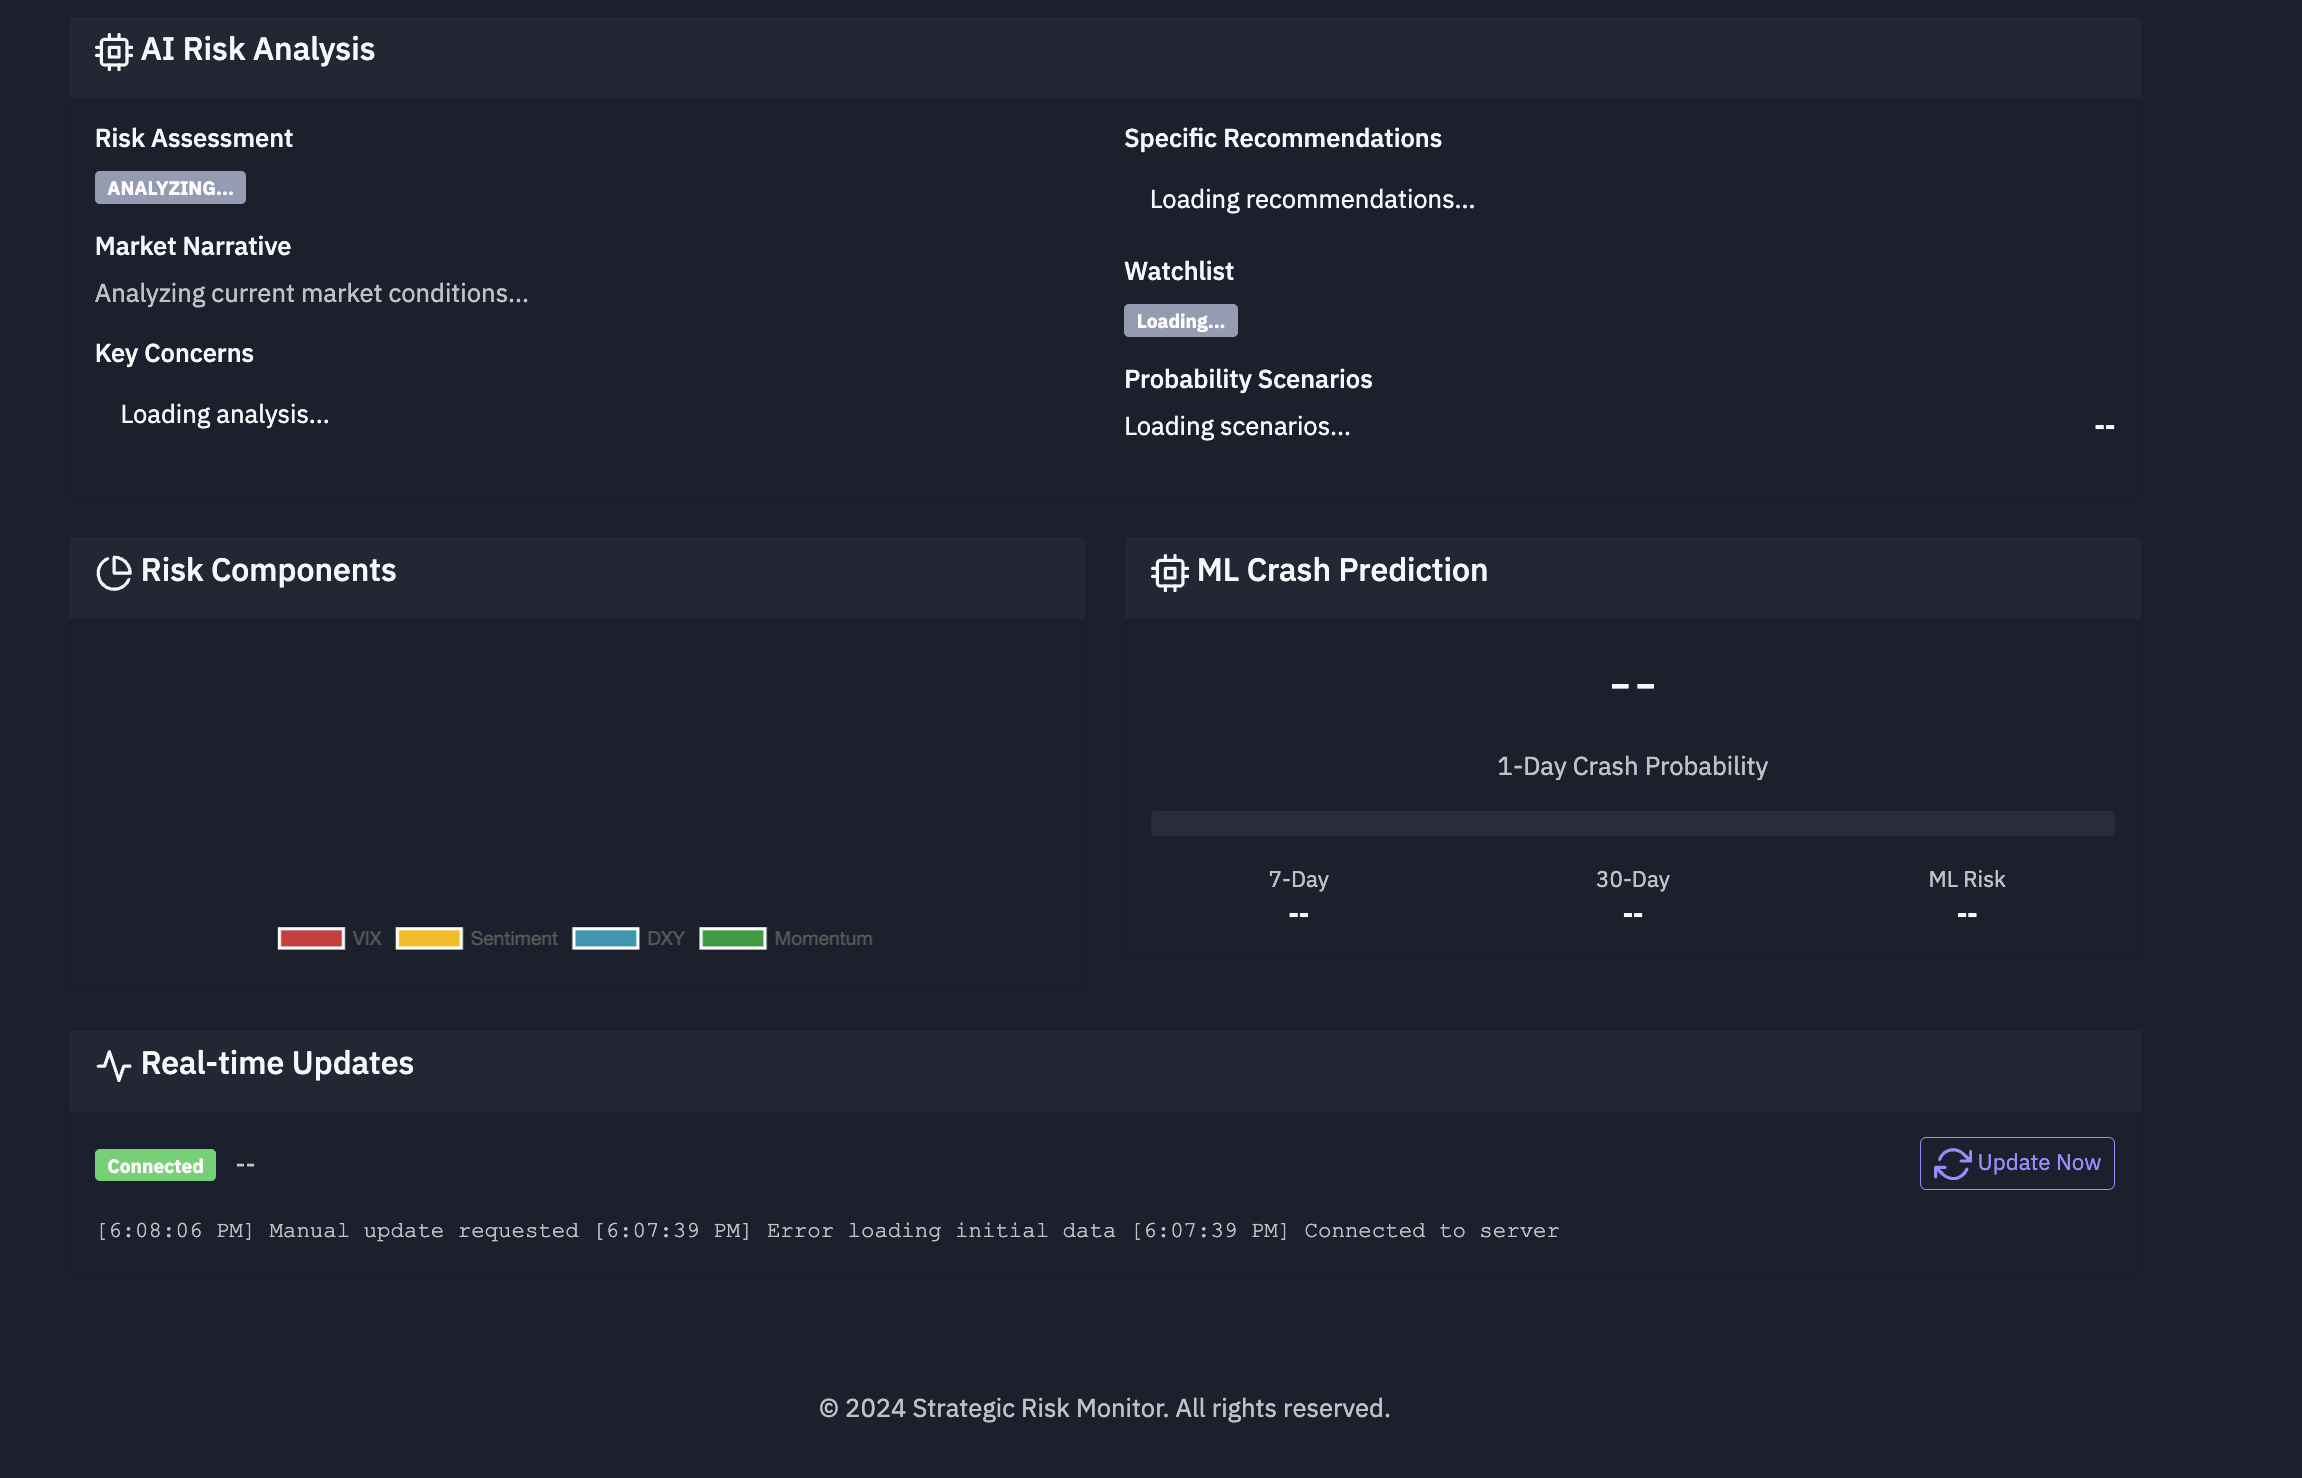 AI Risk Analysis
Risk Assessment
ANALYZING...
Market Narrative
Analyzing current market conditions...
Key Concerns
Loading analysis...
Specific Recommendations
Loading recommendations...
Watchlist
Loading...
Probability Scenarios
Loading scenarios... --
Risk Components
VIX Sentiment DXY Momentum
ML Crash Prediction
--
1-Day Crash Probability
7-Day 30-Day ML Risk
-- -- --
Real-time Updates
Connected -- Update Now
[6:08:06 PM] Manual update requested [6:07:39 PM] Error loading initial data [6:07:39 PM] Connected to server
© 2024 Strategic Risk Monitor. All rights reserved.